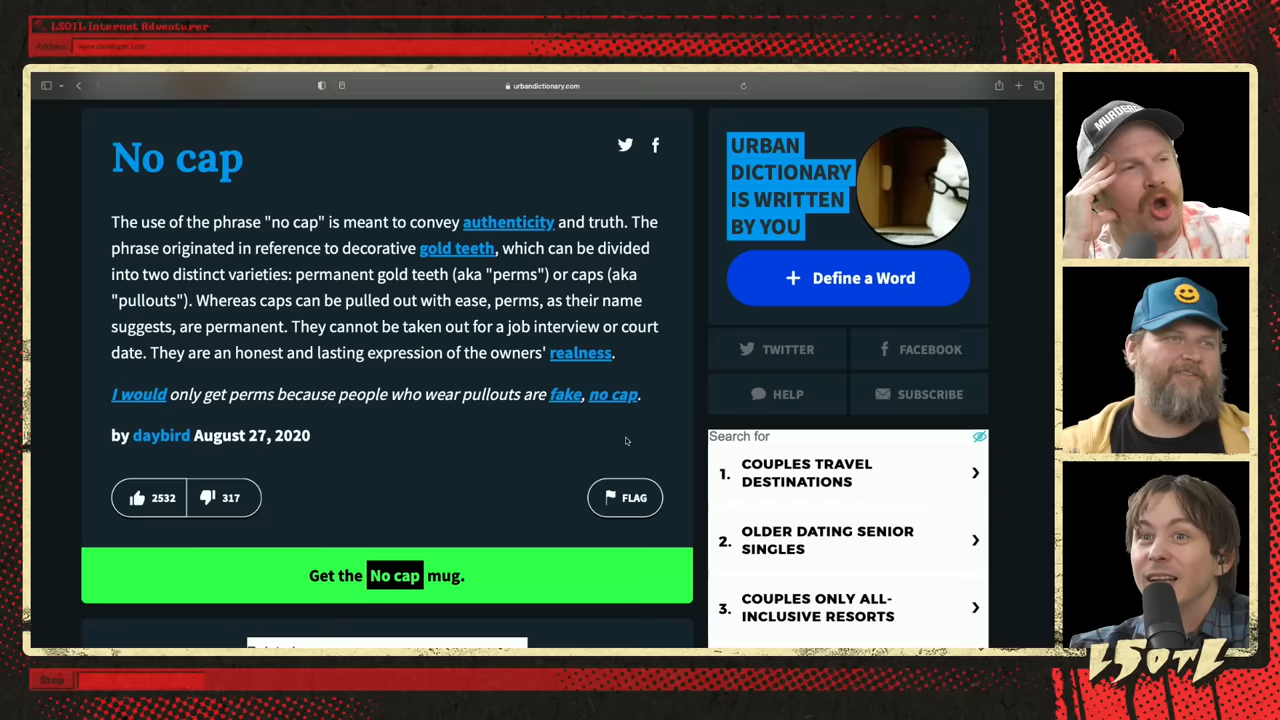 LSOTL Internet Adventurer
Address
urbandictionary.com
No cap
The use of the phrase "no cap" is meant to convey authenticity and truth. The
phrase originated in reference to decorative gold teeth, which can be divided
into two distinct varieties: permanent gold teeth (aka "perms") or caps (aka
"pullouts"). Whereas caps can be pulled out with ease, perms, as their name
suggests, are permanent. They cannot be taken out for a job interview or court
date. They are an honest and lasting expression of the owners' realness.
I would only get perms because people who wear pullouts are fake, no cap.
by daybird August 27, 2020
2532 317 FLAG
Get the No cap mug.
URBAN
DICTIONARY
IS WRITTEN
BY YOU
+ Define a Word
TWITTER FACEBOOK
HELP SUBSCRIBE
Search for
1. COUPLES TRAVEL
DESTINATIONS
2. OLDER DATING SENIOR
SINGLES
3. COUPLES ONLY ALL-
INCLUSIVE RESORTS
LSOTL
Stop